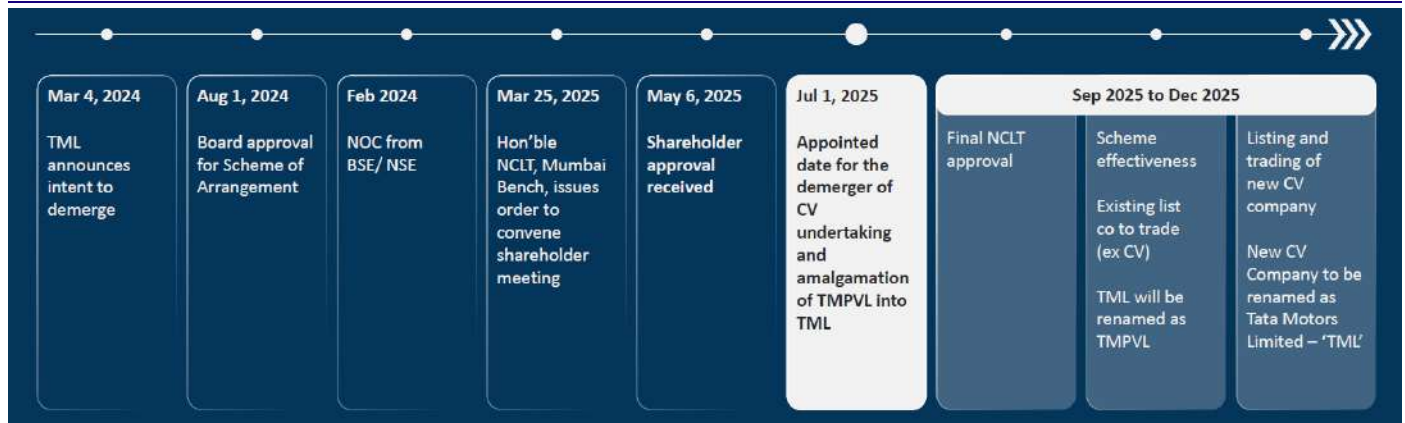 Mar 4, 2024
TML
announces
intent to
demerge
Aug 1, 2024
Board approval
for Scheme of
Arrangement
Feb 2024
NOC from
BSE/ NSE
Mar 25, 2025
Hon'ble
NCLT, Mumbai
Bench, issues
order to
convene
shareholder
meeting
May 6, 2025
Shareholder
approval
received
Jul 1, 2025
Appointed
date for the
demerger of
CV
undertaking
and
amalgamation
of TMPVL into
TML
Sep 2025 to Dec 2025
Final NCLT
approval
Scheme
effectiveness
Existing list
co to trade
(ex CV)
TML will be
renamed as
TMPVL
Listing and
trading of
new CV
company
New CV
Company to be
renamed as
Tata Motors
Limited – 'TML'